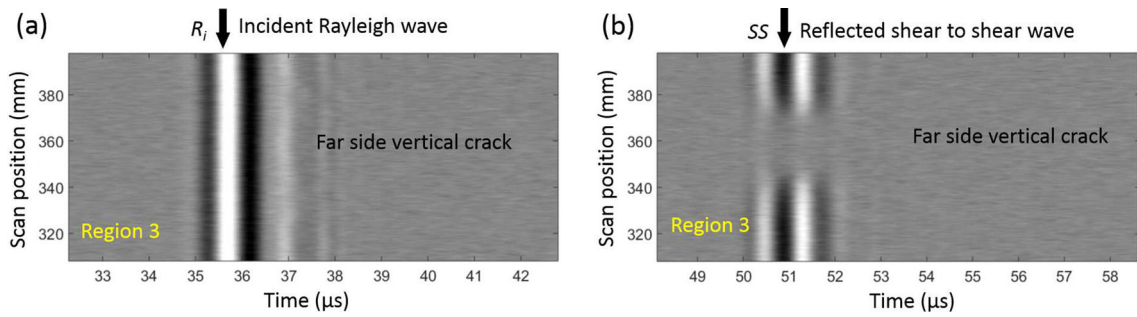 (a)
Ri Incident Rayleigh wave
Scan position (mm)
380
360
340
320
Far side vertical crack
Region 3
33 34 35 36 37 38 39 40 41 42
Time (μs)
(b)
SS Reflected shear to shear wave
Scan position (mm)
380
360
340
320
Far side vertical crack
Region 3
49 50 51 52 53 54 55 56 57 58
Time (μs)